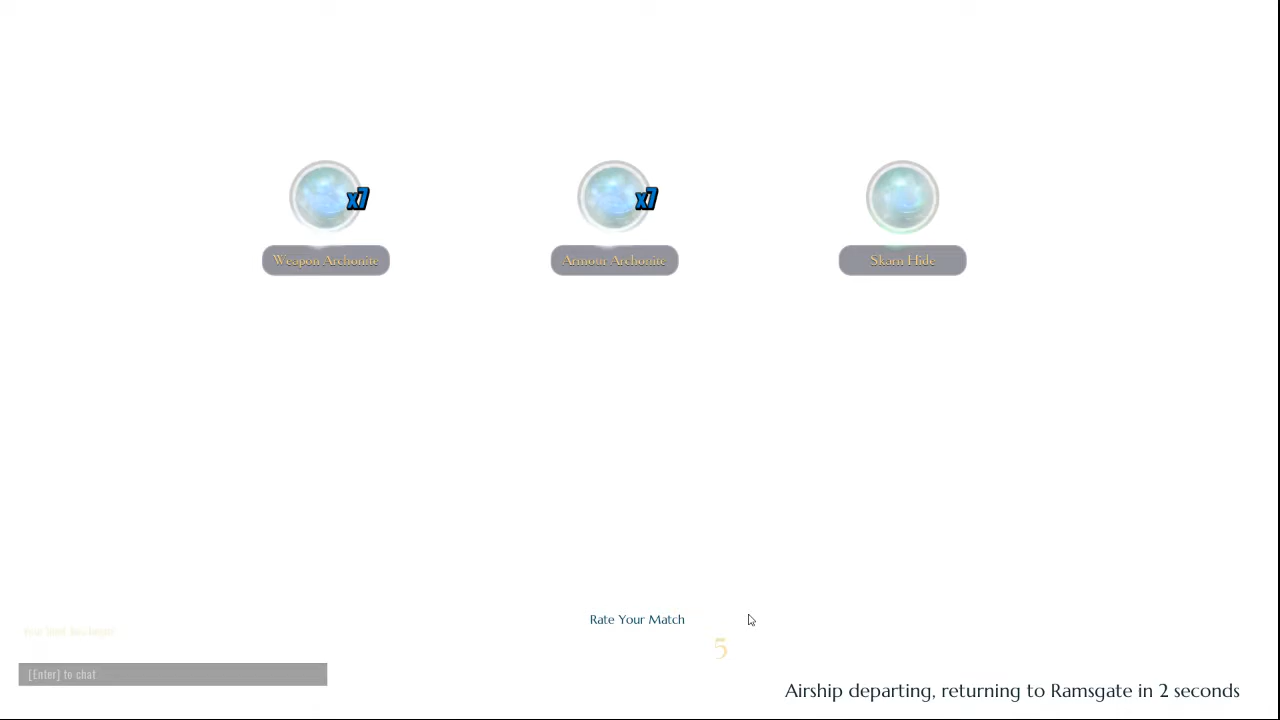 x7
x7
Weapon Archonite
Armour Archonite
Skarn Hide
Rate Your Match
5
[Enter] to chat
Airship departing, returning to Ramsgate in 2 seconds